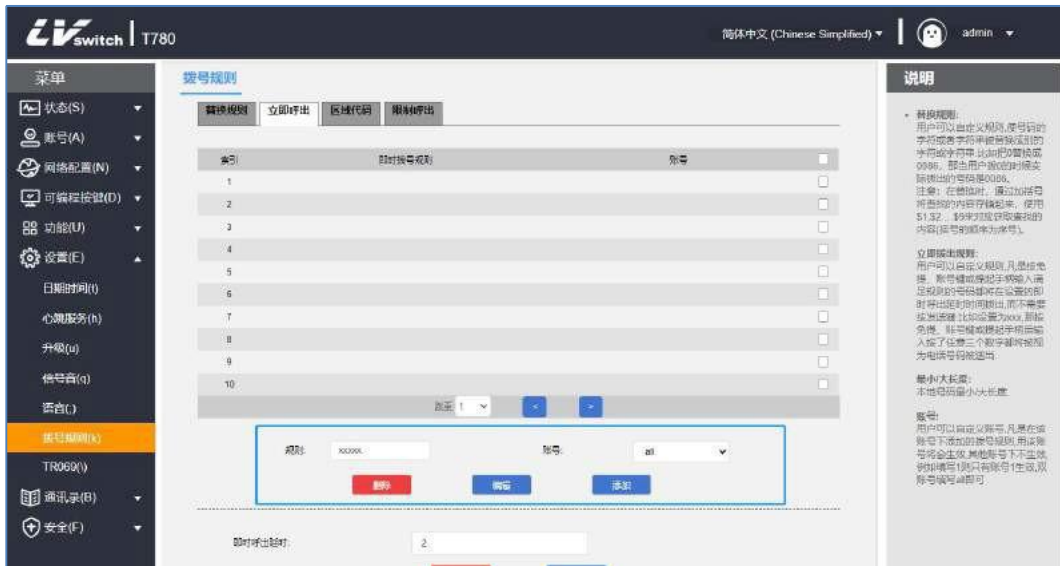 LVswitch T780
简体中文 (Chinese Simplified)
admin
菜单
状态(S)
账号(A)
网络配置(N)
可编程按键(D)
功能(U)
设置(E)
日期时间(t)
心跳服务(h)
升级(u)
信号音(q)
语言(;)
拨号规则(k)
TR069(\)
通讯录(B)
安全(F)
拨号规则
替换规则 立即呼出 区域代码 限制呼出
索引 即时拨号规则 账号
1
2
3
4
5
6
7
8
9
10
跳至 1 < >
规则: xxxxx 账号: all
删除 编辑 添加
即时呼出延时: 2
说明
替换规则:
用户可以自定义规则,使号码的
字符或者字符串被替换成别的
字符或字符串,比如把0替换成
0086，那当用户拨0的时候实
际拨出的号码是0086。
注意：在替换时，通过加括号
将查找的内容存储起来，使用
$1,$2...$9来对应获取查找的
内容(括号的顺序为序号)。
立即拨出规则:
用户可以自定义规则,凡是按免
提、账号键或提起手柄输入满
足规则的号码都将在设置的即
时呼出延时时间拨出,而不需要
按发送键,比如设置为xxx,那按
免提、账号键或提起手柄后输
入按了任意三个数字都将被视
为电话号码被送出.
最小/大长度:
本地号码最小/大长度
账号:
用户可以自定义账号,凡是在该
账号下添加的拨号规则,用该账
号将会生效,其他账号下不生效,
例如填写1则只有账号1生效,双
账号填写all即可.